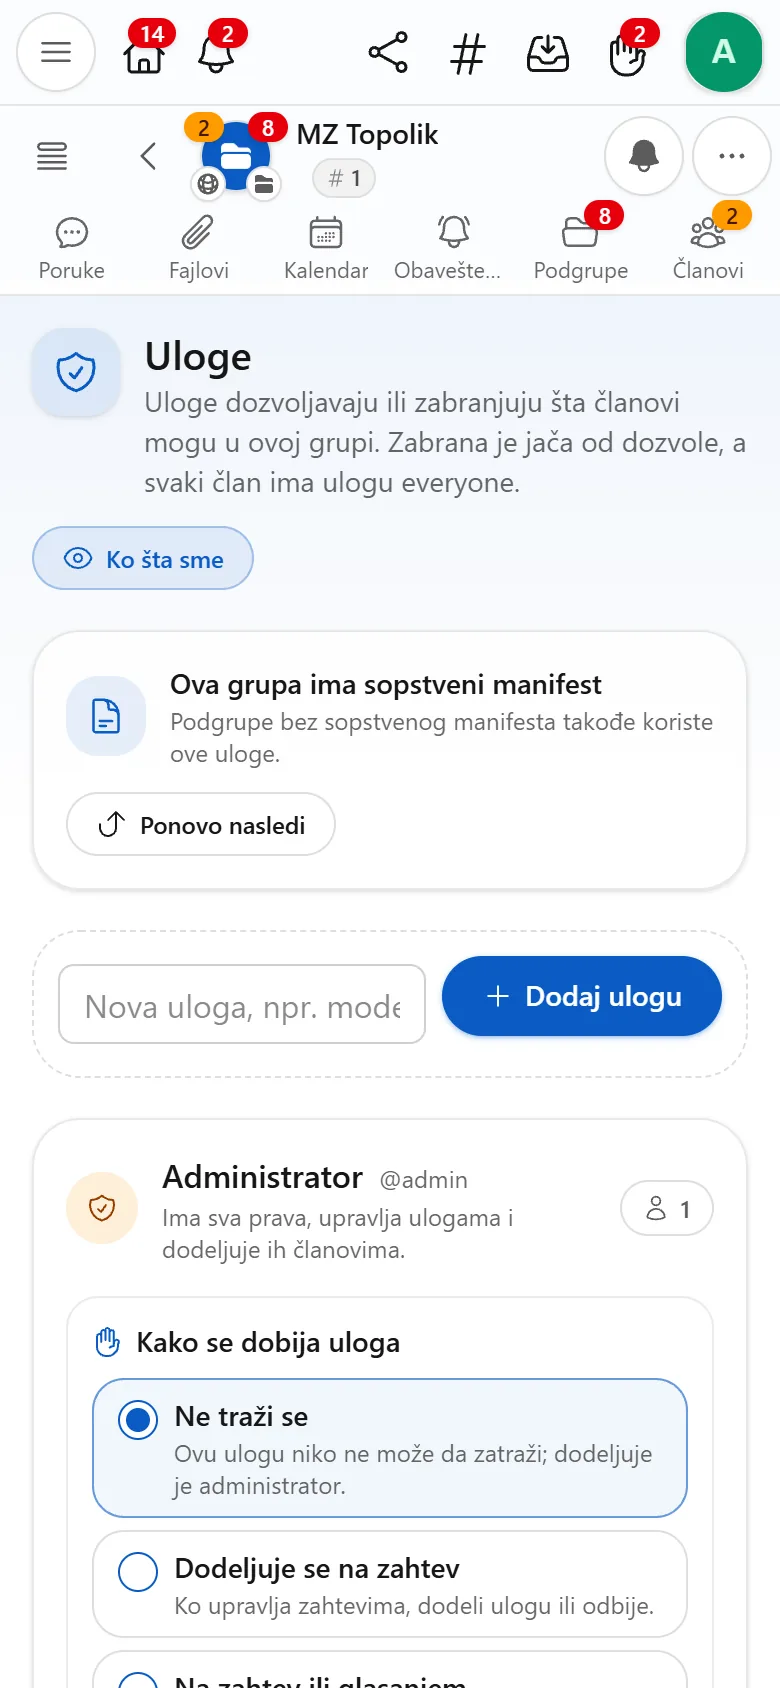 14
2
2
A
2
8
MZ Topolik
# 1
Poruke
Fajlovi
Kalendar
Obavešte...
8
Podgrupe
2
Članovi
Uloge
Uloge dozvoljavaju ili zabranjuju šta članovi
mogu u ovoj grupi. Zabrana je jača od dozvole, a
svaki član ima ulogu everyone.
Ko šta sme
Ova grupa ima sopstveni manifest
Podgrupe bez sopstvenog manifesta takođe koriste
ove uloge.
Ponovo nasledi
Nova uloga, npr. mode
Dodaj ulogu
Administrator @admin
Ima sva prava, upravlja ulogama i
dodeljuje ih članovima.
1
Kako se dobija uloga
Ne traži se
Ovu ulogu niko ne može da zatraži; dodeljuje
je administrator.
Dodeljuje se na zahtev
Ko upravlja zahtevima, dodeli ulogu ili odbije.
Na zahtev ili glasanjem